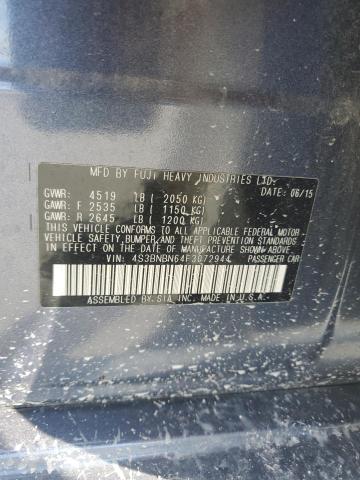 MFD BY FUJI HEAVY INDUSTRIES LTD.
GVWR: 4519 LB ( 2050 KG) DATE: 06/15
GAWR: F 2535 LB ( 1150 KG)
GAWR: R 2645 LB ( 1200 KG)
THIS VEHICLE CONFORMS TO ALL APPLICABLE FEDERAL MOTOR
VEHICLE SAFETY, BUMPER, AND THEFT PREVENTION STANDARDS
IN EFFECT ON THE DATE OF MANUFACTURE SHOWN ABOVE.
VIN: 4S3BNBN64F3072944 PASSENGER CAR
ASSEMBLED BY SIA INC. MADE IN U.S.A.